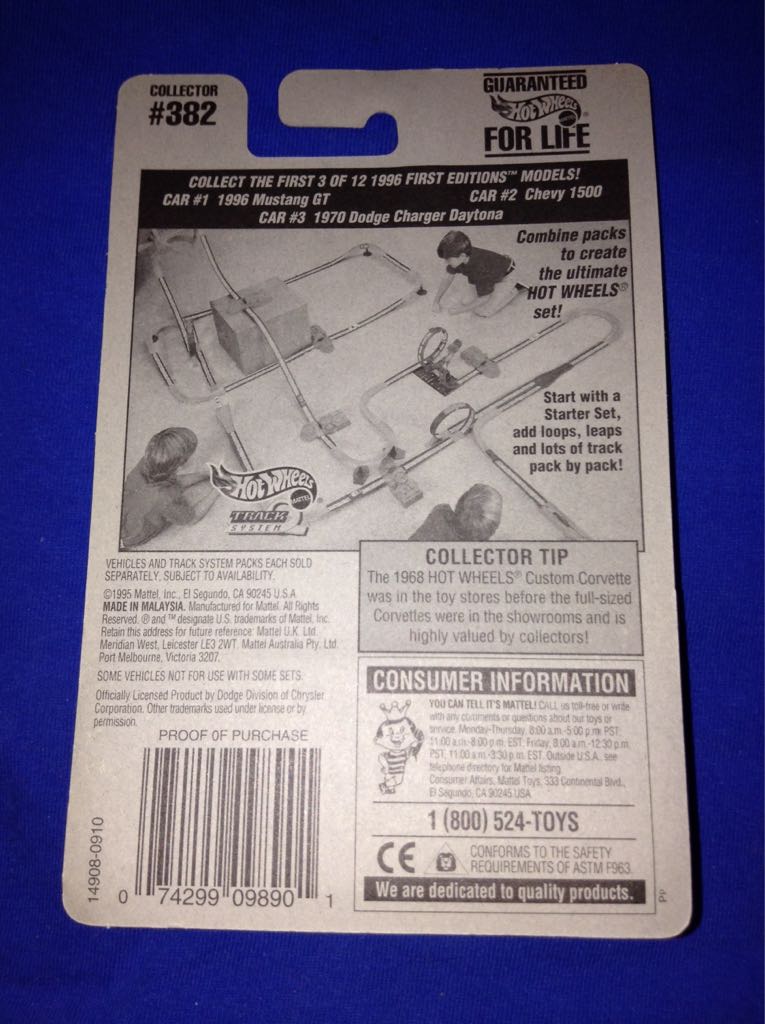 COLLECTOR
#382
GUARANTEED
HOT WHEELS®
FOR LIFE
COLLECT THE FIRST 3 OF 12 1996 FIRST EDITIONS™ MODELS!
CAR #1 1996 Mustang GT CAR #2 Chevy 1500
CAR #3 1970 Dodge Charger Daytona
Combine packs
to create
the ultimate
HOT WHEELS®
set!
Start with a
Starter Set,
add loops, leaps
and lots of track
pack by pack!
HOT WHEELS
MATTEL
TRACK
SYSTEM
VEHICLES AND TRACK SYSTEM PACKS EACH SOLD
SEPARATELY, SUBJECT TO AVAILABILITY.
©1995 Mattel, Inc., El Segundo, CA 90245 U.S.A.
MADE IN MALAYSIA. Manufactured for Mattel. All Rights
Reserved. ® and ™ designate U.S. trademarks of Mattel, Inc.
Retain this address for future reference: Mattel U.K. Ltd.
Meridian West, Leicester LE3 2WT. Mattel Australia Pty. Ltd.
Port Melbourne, Victoria 3207.
SOME VEHICLES NOT FOR USE WITH SOME SETS.
Officially Licensed Product by Dodge Division of Chrysler
Corporation. Other trademarks used under license or by
permission.
PROOF OF PURCHASE
14908-0910
0 74299 09890 1
COLLECTOR TIP
The 1968 HOT WHEELS® Custom Corvette
was in the toy stores before the full-sized
Corvettes were in the showrooms and is
highly valued by collectors!
CONSUMER INFORMATION
YOU CAN TELL IT'S MATTEL! CALL us toll-free or write
with any comments or questions about our toys or
service. Monday-Thursday, 8:00 a.m.-5:00 p.m. PST,
11:00 a.m.-8:00 p.m. EST. Friday, 8:00 a.m.-12:30 p.m.
PST, 11:00 a.m.-3:30 p.m. EST. Outside U.S.A., see
telephone directory for Mattel listing.
Consumer Affairs, Mattel Toys, 333 Continental Blvd.,
El Segundo, CA 90245 USA
1 (800) 524-TOYS
CE
CONFORMS TO THE SAFETY
REQUIREMENTS OF ASTM F963.
We are dedicated to quality products.
Pp